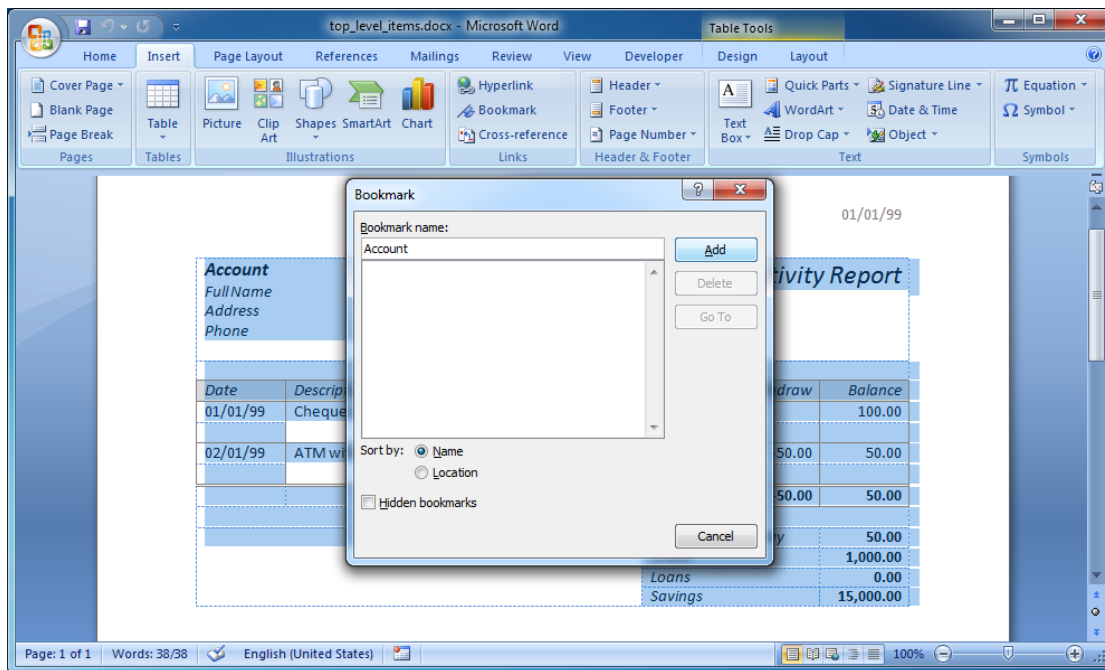 top_level_items.docx - Microsoft Word
Table Tools
Home Insert Page Layout References Mailings Review View Developer Design Layout
Cover Page
Blank Page
Page Break
Pages
Table
Tables
Picture Clip Art Shapes SmartArt Chart
Illustrations
Hyperlink
Bookmark
Cross-reference
Links
Header
Footer
Page Number
Header & Footer
Text Box
Quick Parts
WordArt
Drop Cap
Signature Line
Date & Time
Object
Text
Equation
Symbol
Symbols
Bookmark
Bookmark name:
Account
Add
Delete
Go To
Sort by: Name
Location
Hidden bookmarks
Cancel
01/01/99
Account
tivity Report
Full Name
Address
Phone
Date Descrip draw Balance
01/01/99 Cheque 100.00
02/01/99 ATM wi 50.00 50.00
50.00 50.00
y 50.00
1,000.00
Loans 0.00
Savings 15,000.00
Page: 1 of 1 Words: 38/38 English (United States) 100%